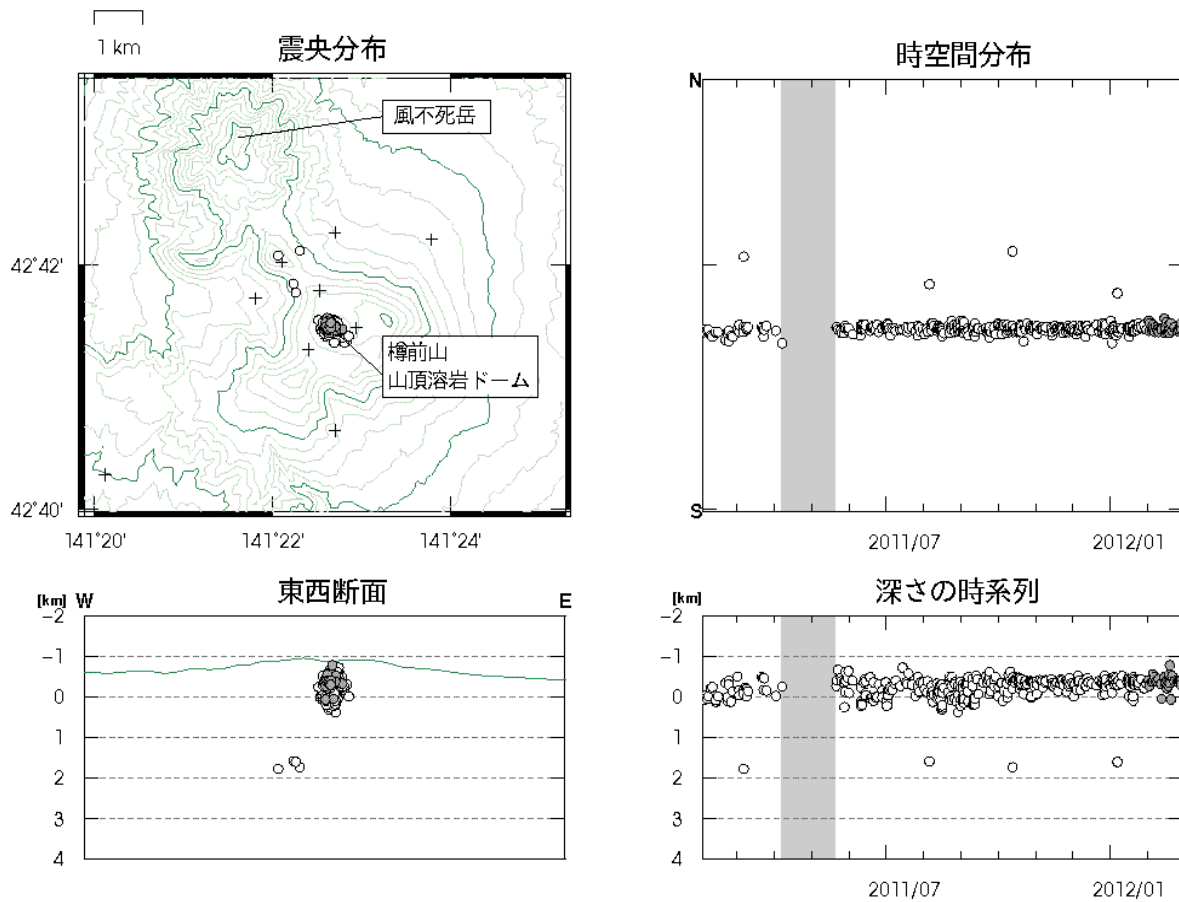 1 km
震央分布
風不死岳
42°42'
樽前山
山頂溶岩ドーム
42°40'
141°20'
141°22'
141°24'
時空間分布
N
S
2011/07
2012/01
東西断面
[km]
W
E
−2
−1
0
1
2
3
4
深さの時系列
[km]
−2
−1
0
1
2
3
4
2011/07
2012/01